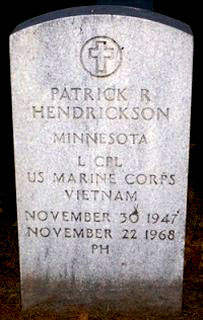 PATRICK R
HENDRICKSON
MINNESOTA
L CPL
US MARINE CORPS
VIETNAM
NOVEMBER 30 1947
NOVEMBER 22 1968
PH